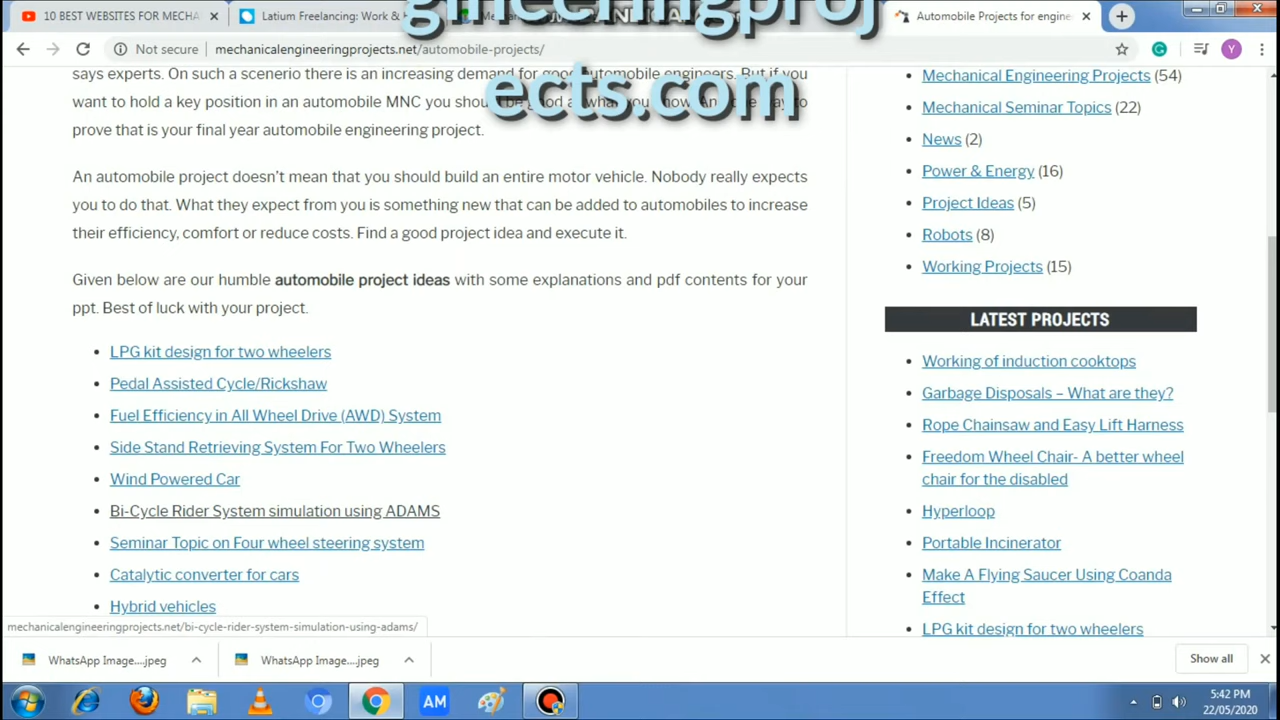 10 BEST WEBSITES FOR MECHA
Latium Freelancing: Work &
Automobile Projects for engine
gineeringproj
ects.com
Not secure
mechanicalengineeringprojects.net/automobile-projects/
Y
says experts. On such a scenerio there is an increasing demand for good automobile engineers. But if you
want to hold a key position in an automobile MNC you should be good at what you know. And one way to
prove that is your final year automobile engineering project.
An automobile project doesn't mean that you should build an entire motor vehicle. Nobody really expects
you to do that. What they expect from you is something new that can be added to automobiles to increase
their efficiency, comfort or reduce costs. Find a good project idea and execute it.
Given below are our humble automobile project ideas with some explanations and pdf contents for your
ppt. Best of luck with your project.
LPG kit design for two wheelers
Pedal Assisted Cycle/Rickshaw
Fuel Efficiency in All Wheel Drive (AWD) System
Side Stand Retrieving System For Two Wheelers
Wind Powered Car
Bi-Cycle Rider System simulation using ADAMS
Seminar Topic on Four wheel steering system
Catalytic converter for cars
Hybrid vehicles
Mechanical Engineering Projects (54)
Mechanical Seminar Topics (22)
News (2)
Power & Energy (16)
Project Ideas (5)
Robots (8)
Working Projects (15)
LATEST PROJECTS
Working of induction cooktops
Garbage Disposals – What are they?
Rope Chainsaw and Easy Lift Harness
Freedom Wheel Chair- A better wheel
chair for the disabled
Hyperloop
Portable Incinerator
Make A Flying Saucer Using Coanda
Effect
LPG kit design for two wheelers
mechanicalengineeringprojects.net/bi-cycle-rider-system-simulation-using-adams/
WhatsApp Image....jpeg
WhatsApp Image....jpeg
Show all
AM
5:42 PM
22/05/2020